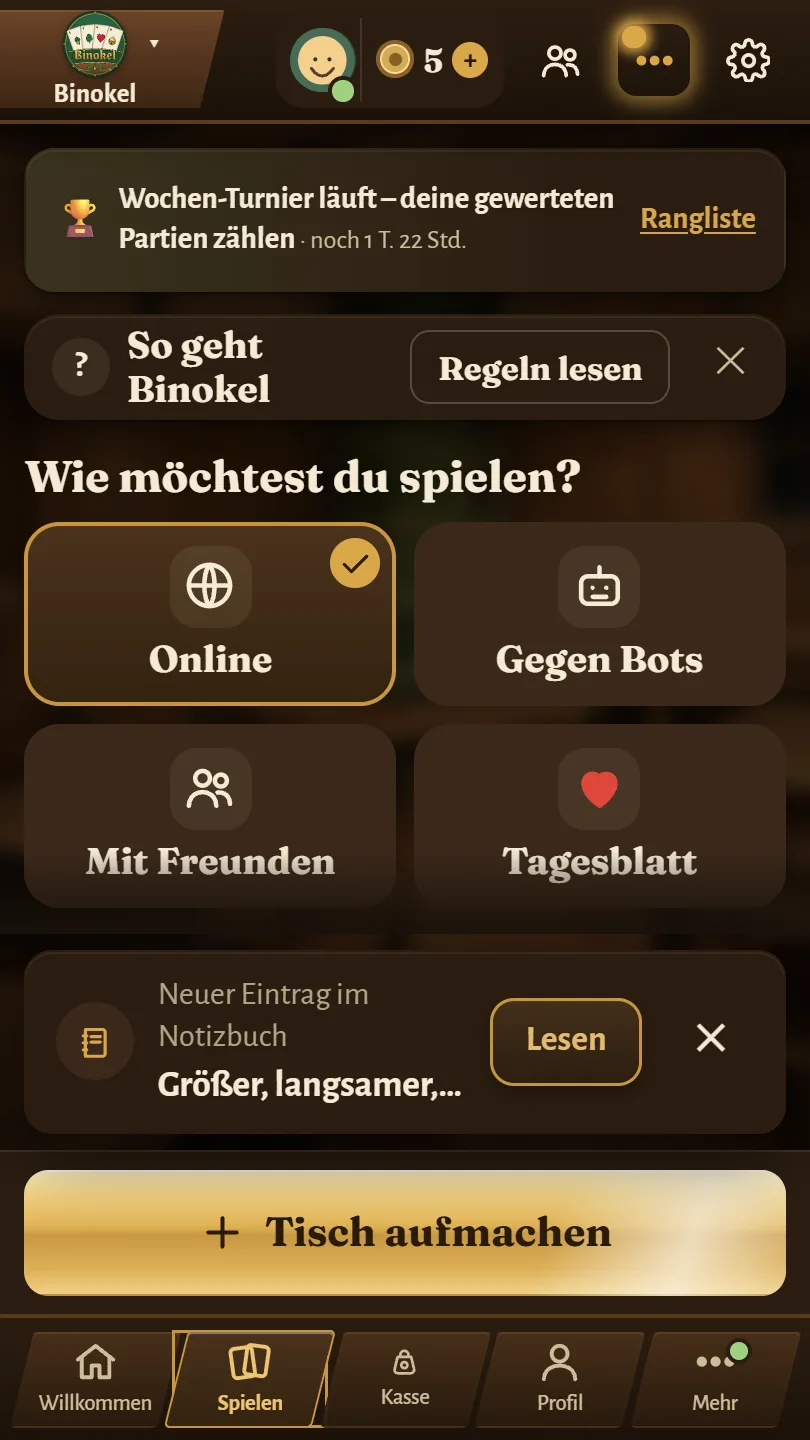 Binokel
Binokel
5 +
Wochen-Turnier läuft – deine gewerteten
Partien zählen · noch 1 T. 22 Std.
Rangliste
?
So geht
Binokel
Regeln lesen
Wie möchtest du spielen?
Online
Gegen Bots
Mit Freunden
Tagesblatt
Neuer Eintrag im
Notizbuch
Größer, langsamer,...
Lesen
+ Tisch aufmachen
Willkommen
Spielen
Kasse
Profil
Mehr